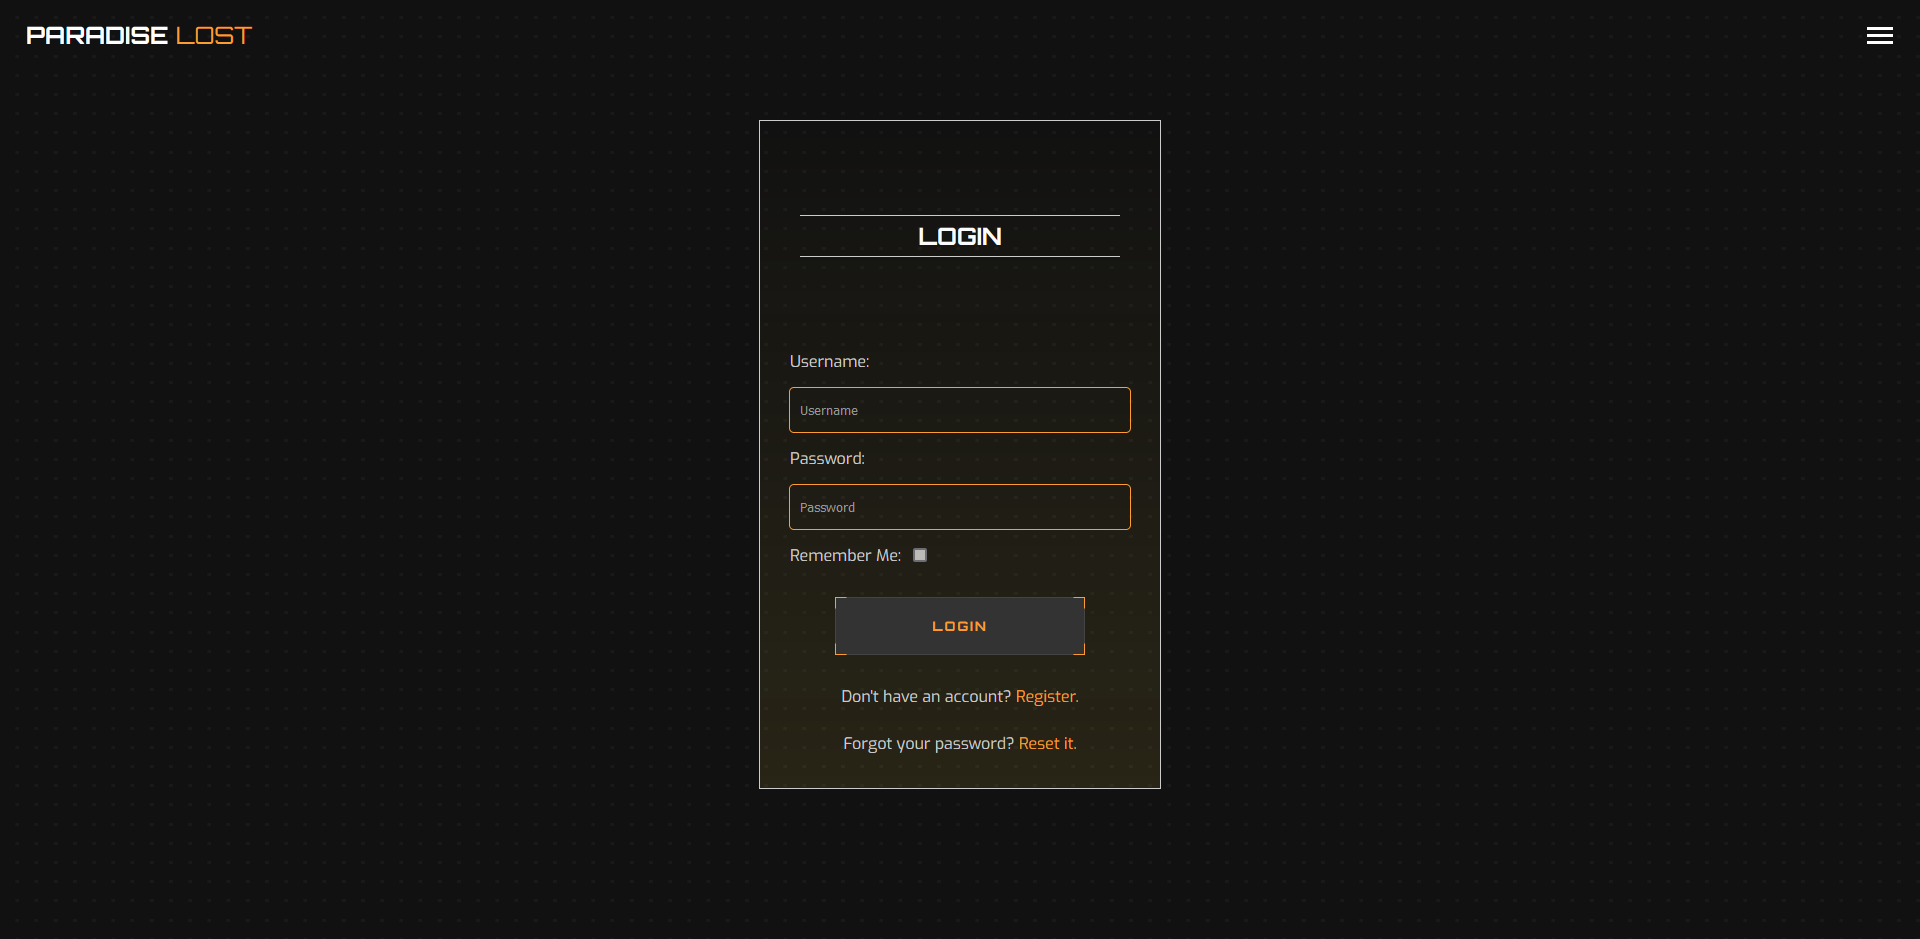 PARADISE LOST
LOGIN
Username:
Username
Password:
Password
Remember Me:
LOGIN
Don't have an account? Register.
Forgot your password? Reset it.